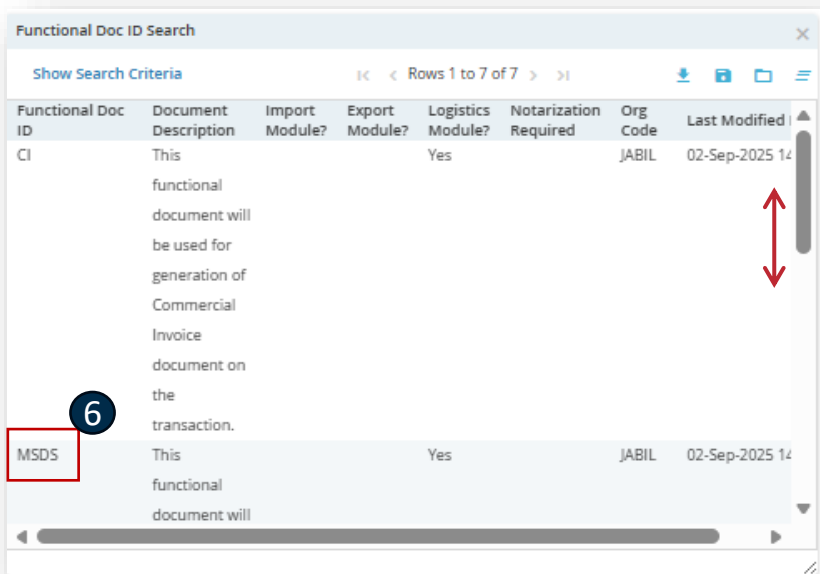 Functional Doc ID Search
Show Search Criteria
Rows 1 to 7 of 7
Functional Doc ID
Document Description
Import Module?
Export Module?
Logistics Module?
Notarization Required
Org Code
Last Modified
CI
This
functional
document will
be used for
generation of
Commercial
Invoice
document on
the
transaction.
Yes
JABIL
02-Sep-2025 14
6
MSDS
This
functional
document will
Yes
JABIL
02-Sep-2025 14